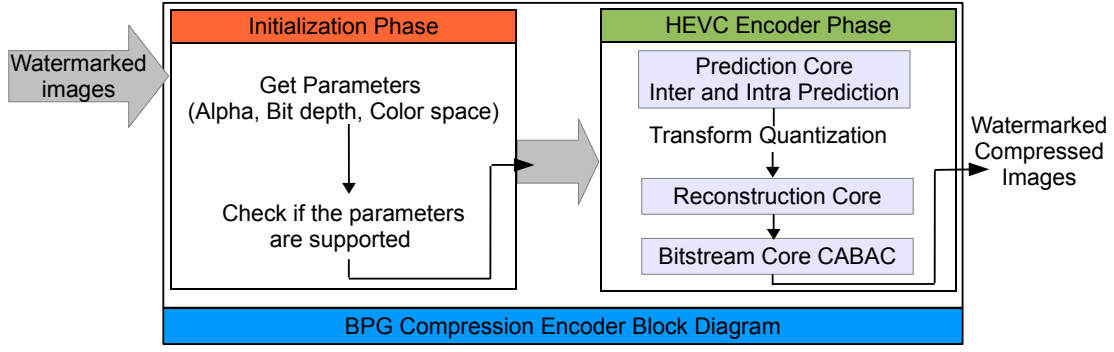 Watermarked
images
Initialization Phase
Get Parameters
(Alpha, Bit depth, Color space)
Check if the parameters
are supported
HEVC Encoder Phase
Prediction Core
Inter and Intra Prediction
Transform Quantization
Reconstruction Core
Bitstream Core CABAC
Watermarked
Compressed
Images
BPG Compression Encoder Block Diagram